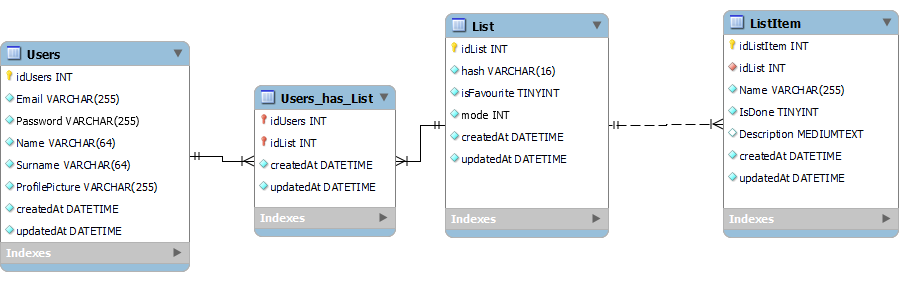 Users
idUsers INT
Email VARCHAR(255)
Password VARCHAR(255)
Name VARCHAR(64)
Surname VARCHAR(64)
ProfilePicture VARCHAR(255)
createdAt DATETIME
updatedAt DATETIME
Indexes
Users_has_List
idUsers INT
idList INT
createdAt DATETIME
updatedAt DATETIME
Indexes
List
idList INT
hash VARCHAR(16)
isFavourite TINYINT
mode INT
createdAt DATETIME
updatedAt DATETIME
Indexes
ListItem
idListItem INT
idList INT
Name VARCHAR(255)
IsDone TINYINT
Description MEDIUMTEXT
createdAt DATETIME
updatedAt DATETIME
Indexes